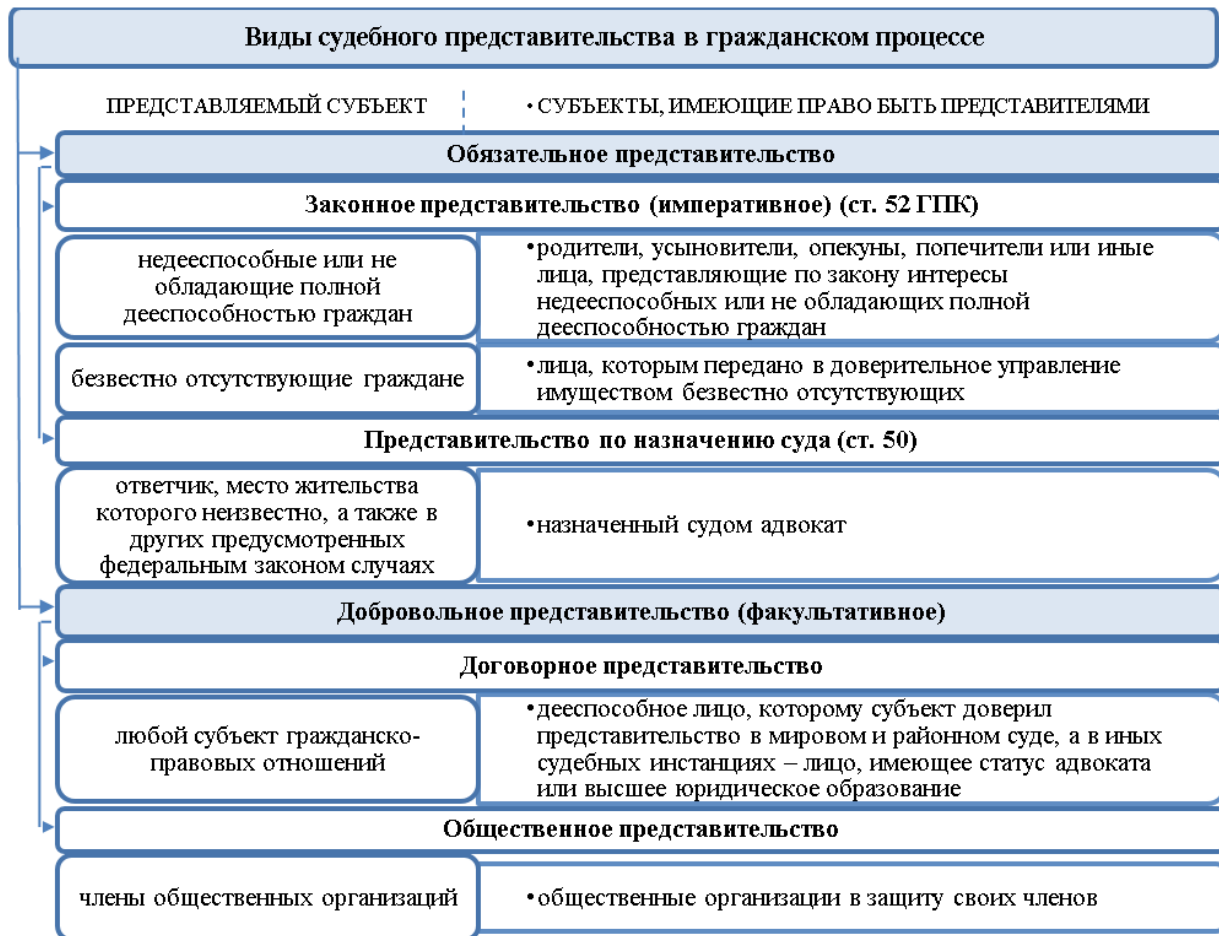 Виды судебного представительства в гражданском процессе
ПРЕДСТАВЛЯЕМЫЙ СУБЪЕКТ
• СУБЪЕКТЫ, ИМЕЮЩИЕ ПРАВО БЫТЬ ПРЕДСТАВИТЕЛЯМИ
Обязательное представительство
Законное представительство (императивное) (ст. 52 ГПК)
недееспособные или не
обладающие полной
дееспособностью граждан
•родители, усыновители, опекуны, попечители или иные
лица, представляющие по закону интересы
недееспособных или не обладающих полной
дееспособностью граждан
безвестно отсутствующие граждане
•лица, которым передано в доверительное управление
имуществом безвестно отсутствующих
Представительство по назначению суда (ст. 50)
ответчик, место жительства
которого неизвестно, а также в
других предусмотренных
федеральным законом случаях
•назначенный судом адвокат
Добровольное представительство (факультативное)
Договорное представительство
любой субъект гражданско-
правовых отношений
•дееспособное лицо, которому субъект доверил
представительство в мировом и районном суде, а в иных
судебных инстанциях – лицо, имеющее статус адвоката
или высшее юридическое образование
Общественное представительство
члены общественных организаций
•общественные организации в защиту своих членов